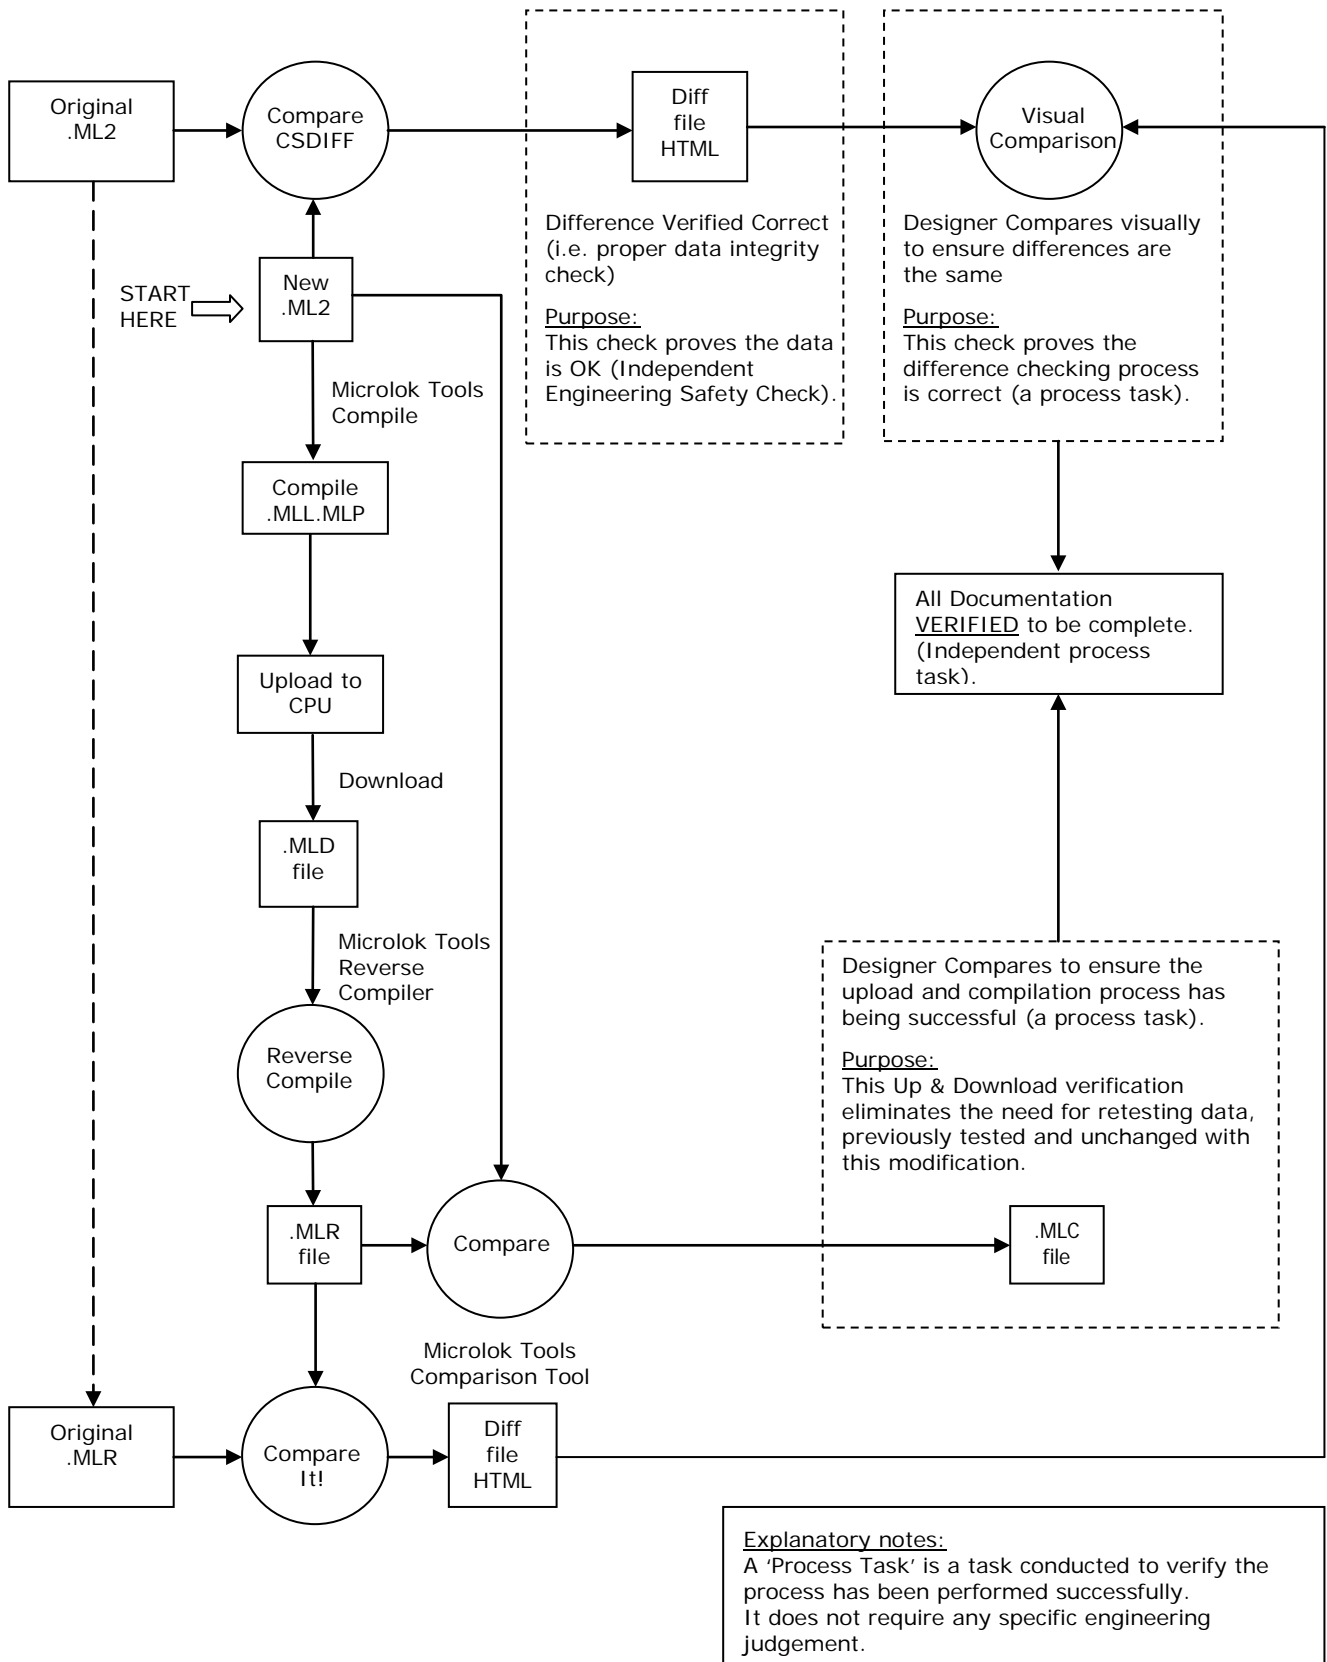 Original
.ML2
Compare
CSDIFF
Diff
file
HTML
Visual
Comparison
Difference Verified Correct
(i.e. proper data integrity
check)
Purpose:
This check proves the data
is OK (Independent
Engineering Safety Check).
Designer Compares visually
to ensure differences are
the same
Purpose:
This check proves the
difference checking process
is correct (a process task).
START
HERE
New
.ML2
Microlok Tools
Compile
Compile
.MLL.MLP
All Documentation
VERIFIED to be complete.
(Independent process
task).
Upload to
CPU
Download
.MLD
file
Microlok Tools
Reverse
Compiler
Reverse
Compile
Designer Compares to ensure the
upload and compilation process has
being successful (a process task).
Purpose:
This Up & Download verification
eliminates the need for retesting data,
previously tested and unchanged with
this modification.
.MLR
file
Compare
.MLC
file
Microlok Tools
Comparison Tool
Original
.MLR
Compare
It!
Diff
file
HTML
Explanatory notes:
A ‘Process Task’ is a task conducted to verify the
process has been performed successfully.
It does not require any specific engineering
judgement.